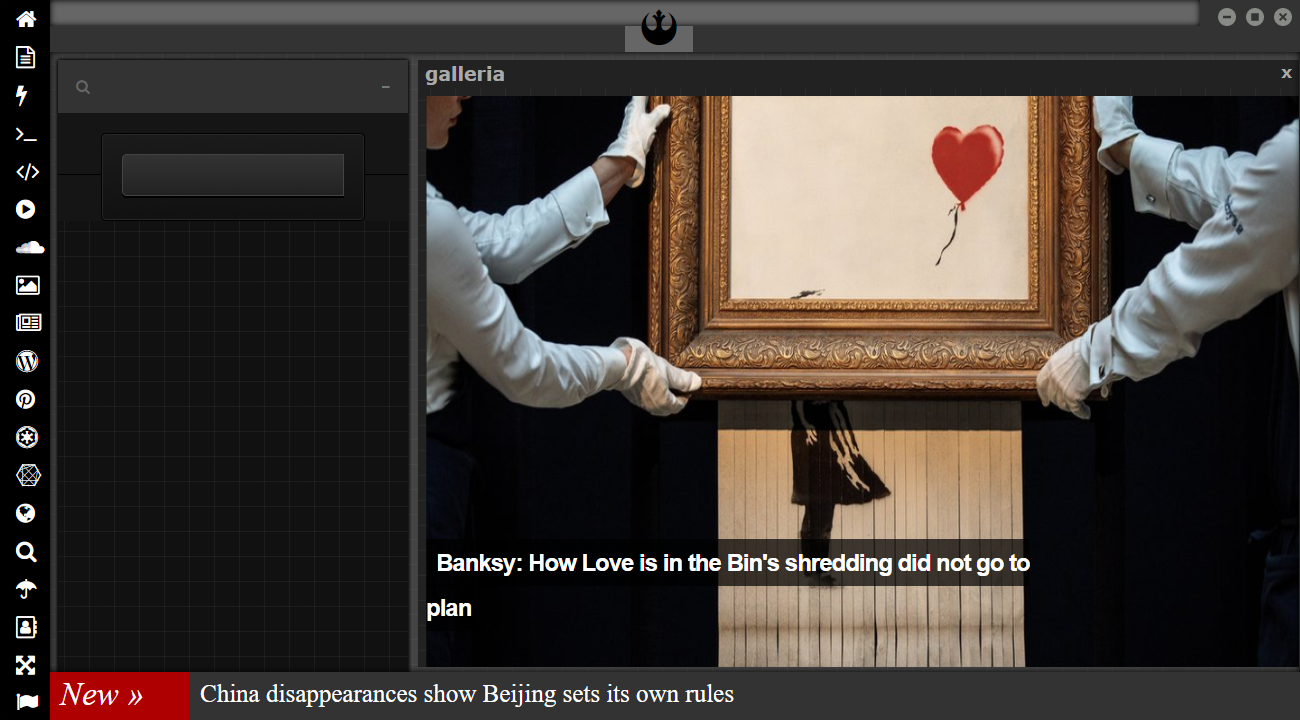 galleria
x
Banksy: How Love is in the Bin's shredding did not go to
plan
New » China disappearances show Beijing sets its own rules